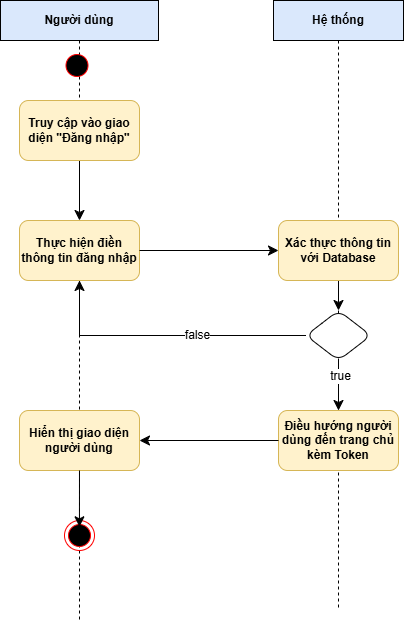 Người dùng
Hệ thống
Truy cập vào giao
diện "Đăng nhập"
Thực hiện điền
thông tin đăng nhập
Xác thực thông tin
với Database
false
true
Hiển thị giao diện
người dùng
Điều hướng người
dùng đến trang chủ
kèm Token